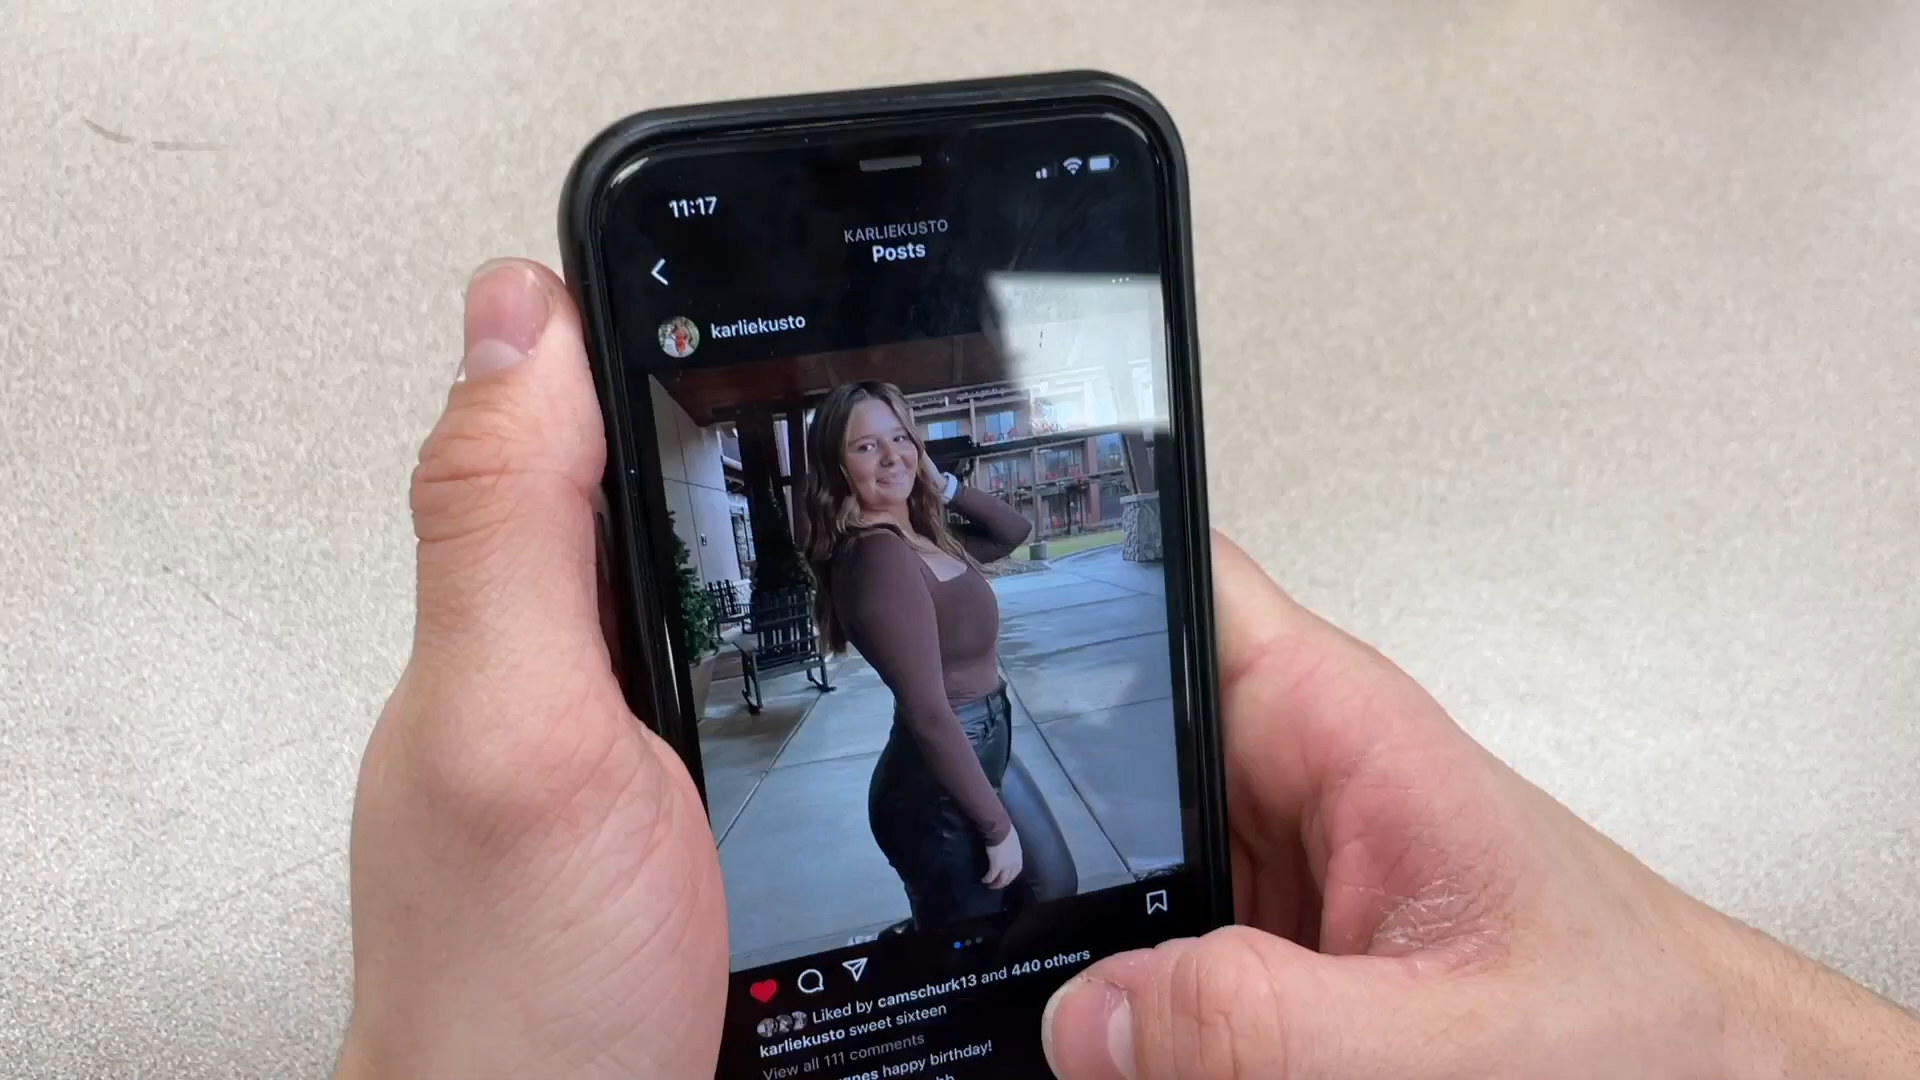 11:17
KARLIEKUSTO
Posts
karliekusto
Liked by camschurk13 and 440 others
karliekusto sweet sixteen
View all 111 comments
happy birthday!